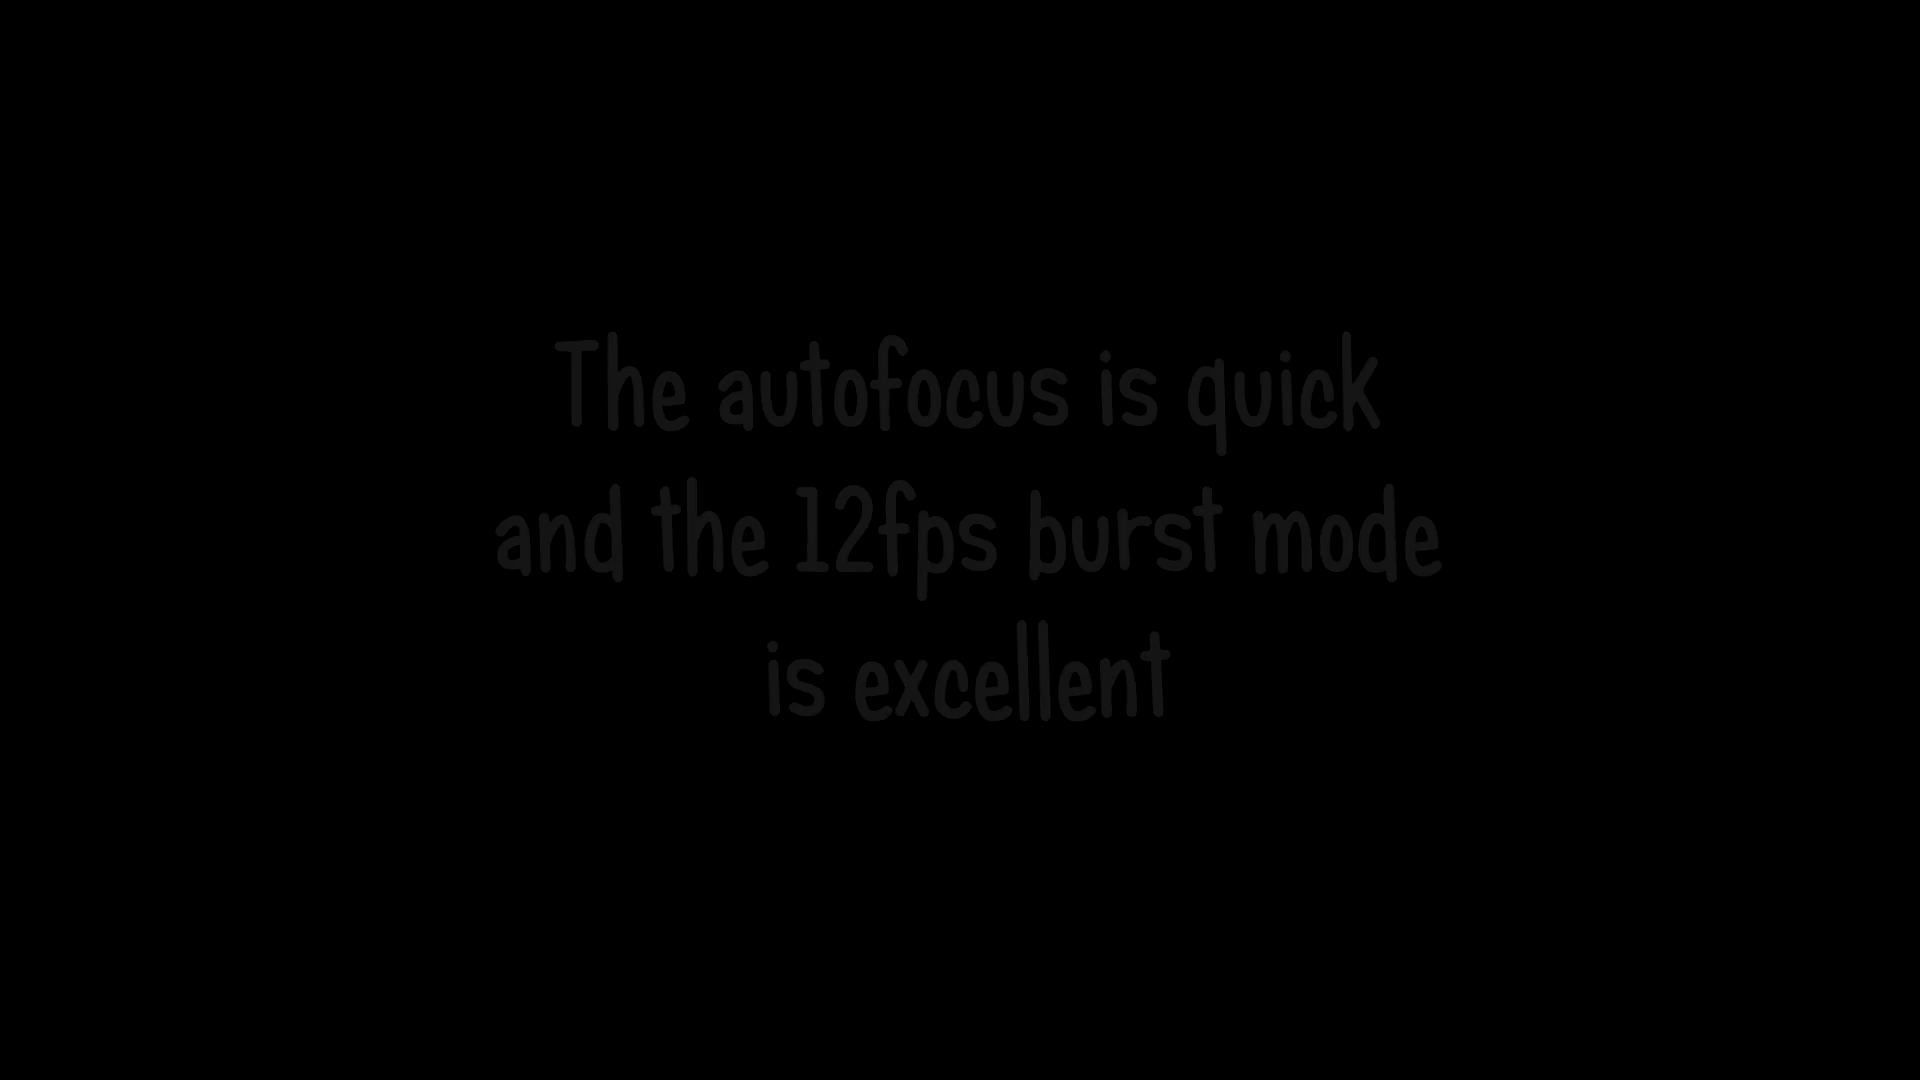 The autofocus is quick
and the 12fps burst mode
is excellent